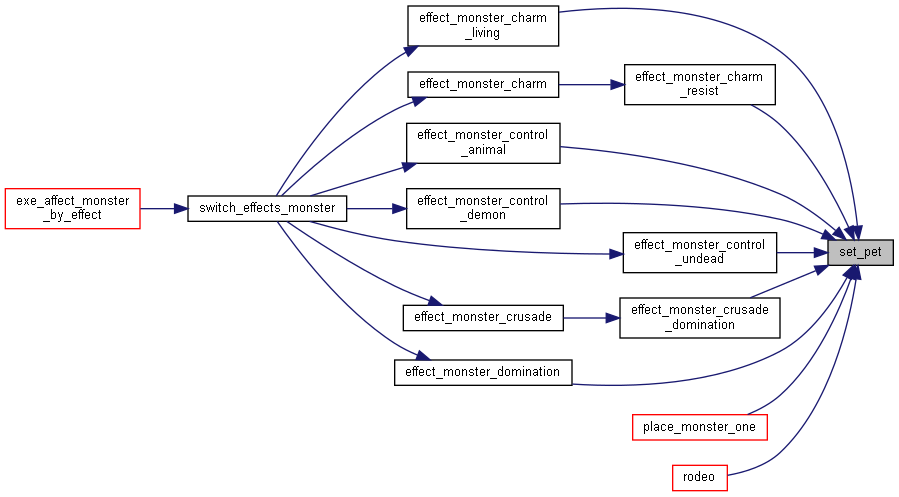 effect_monster_charm
_living
effect_monster_charm
effect_monster_charm
_resist
effect_monster_control
_animal
exe_affect_monster
_by_effect
switch_effects_monster
effect_monster_control
_demon
effect_monster_control
_undead
set_pet
effect_monster_crusade
effect_monster_crusade
_domination
effect_monster_domination
place_monster_one
rodeo